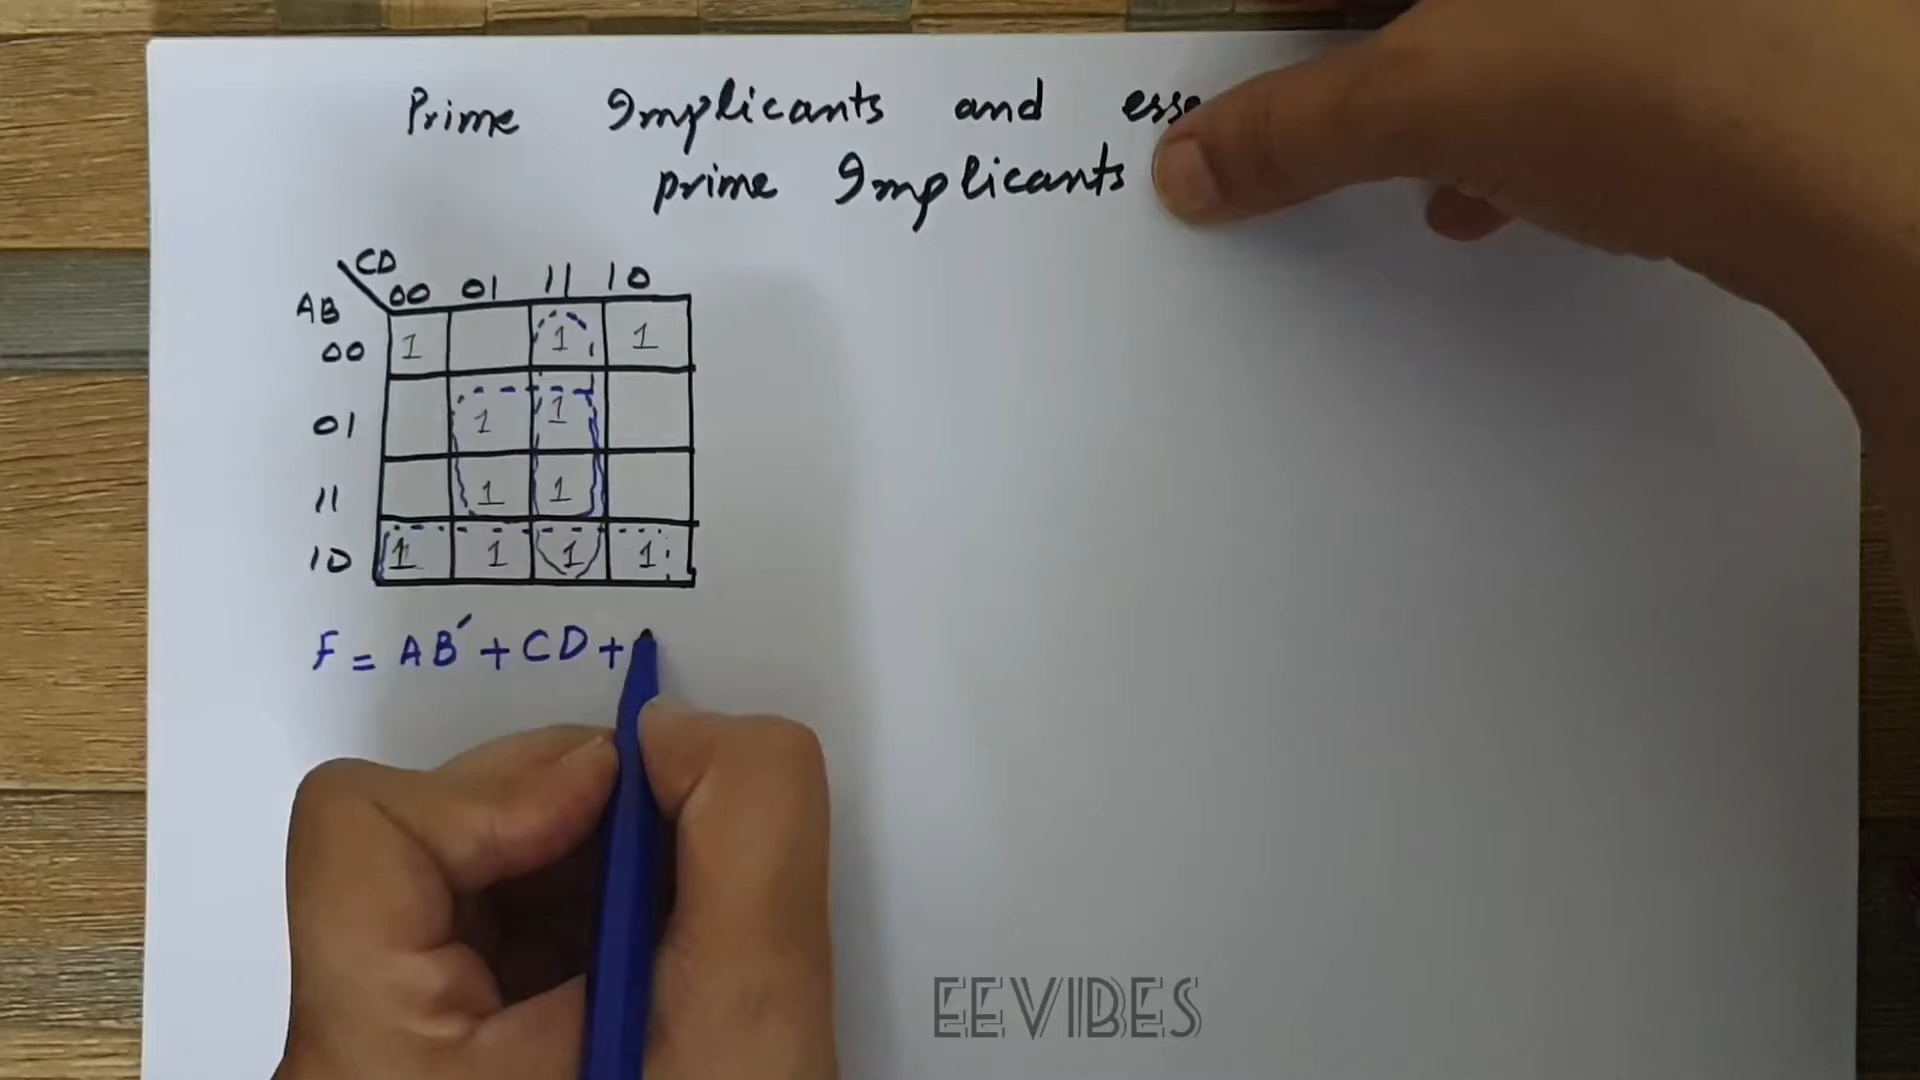 Prime Implicants and esse
prime Implicants
CD
00 01 11 10
AB
00 1 1 1
01 1 1
11 1 1
10 1 1 1 1
F = AB′ + CD +
EEVIBES